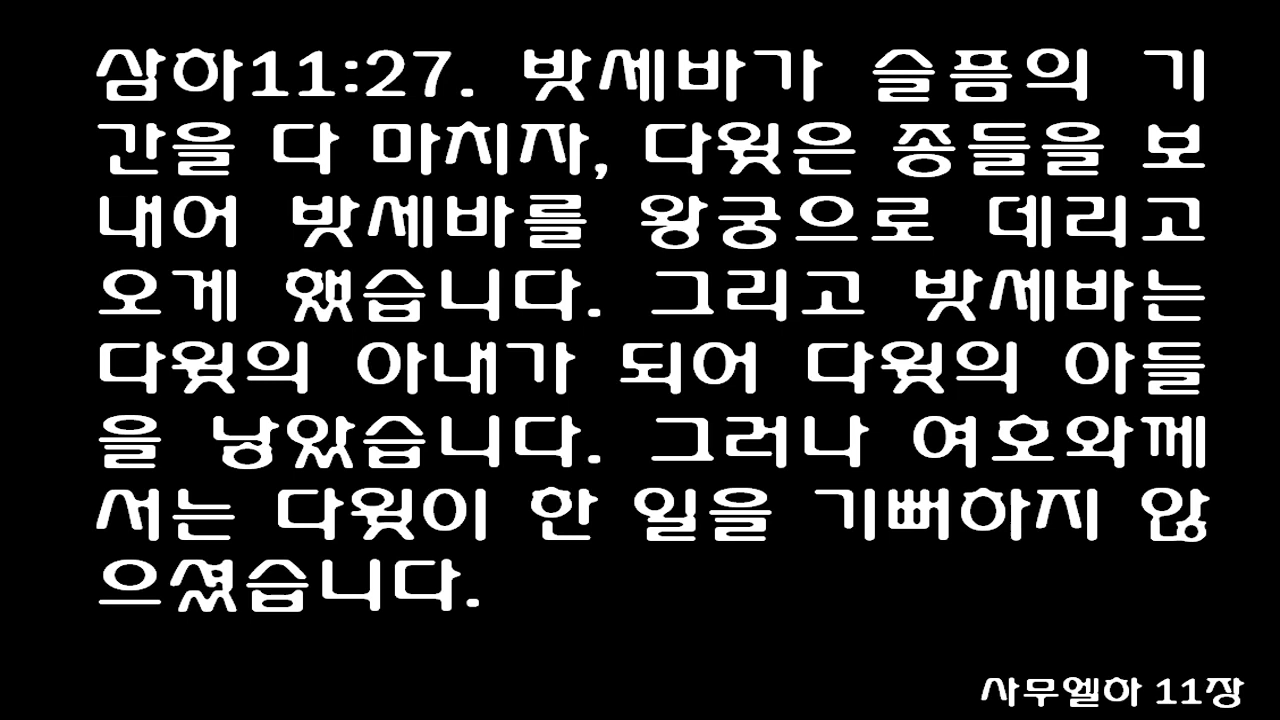 삼하11:27. 밧세바가 슬픔의 기
간을 다 마치자, 다윗은 종들을 보
내어 밧세바를 왕궁으로 데리고
오게 했습니다. 그리고 밧세바는
다윗의 아내가 되어 다윗의 아들
을 낳았습니다. 그러나 여호와께
서는 다윗이 한 일을 기뻐하지 않
으셨습니다.
사무엘하 11장